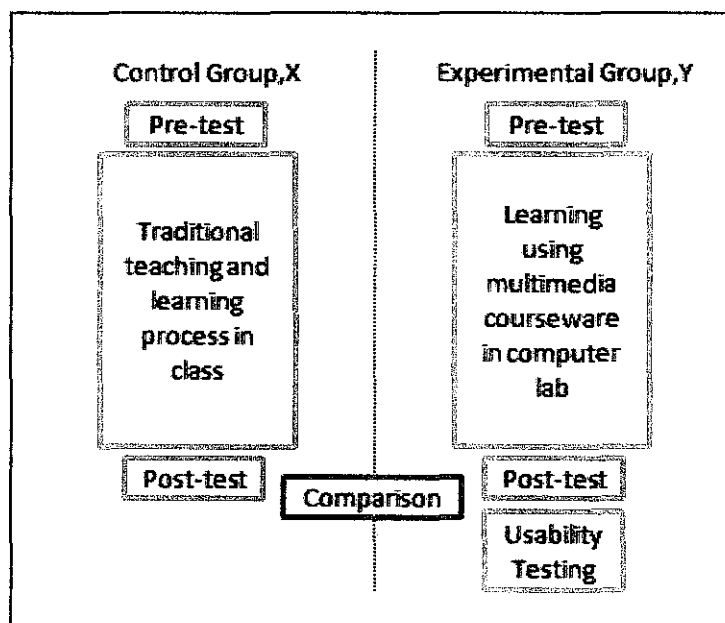 Control Group,X
Pre-test
Traditional
teaching and
learning
process in
class
Post-test
Experimental Group,Y
Pre-test
Learning
using
multimedia
courseware
in computer
lab
Post-test
Usability
Testing
Comparison